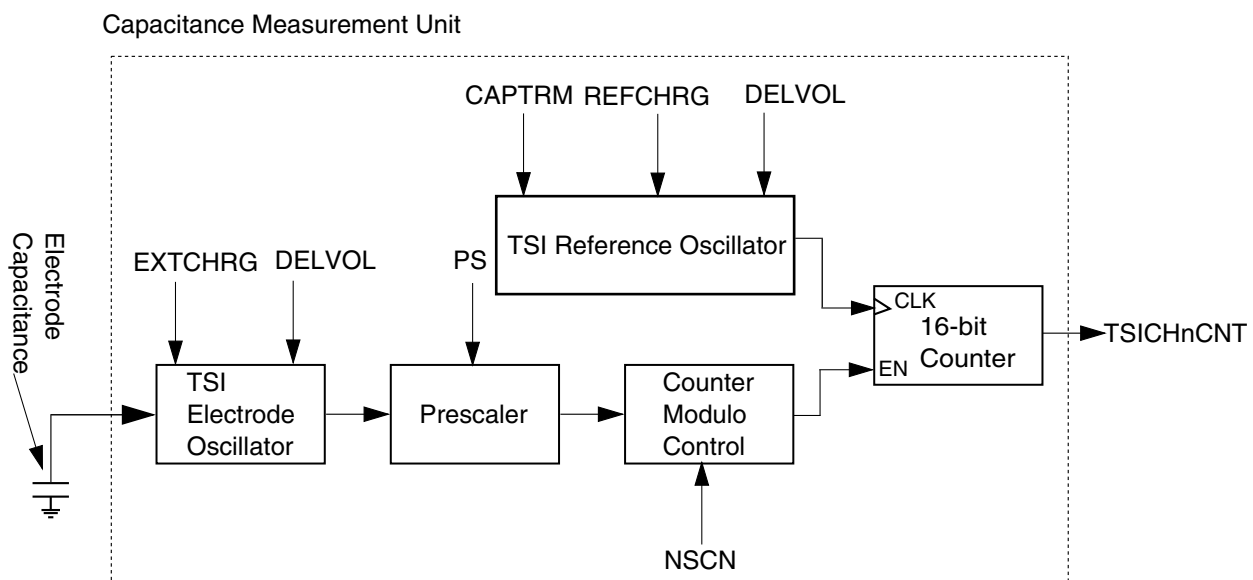 Capacitance Measurement Unit
CAPTRM REFCHRG DELVOL
TSI Reference Oscillator
Electrode
Capacitance
EXTCHRG DELVOL
PS
CLK
16-bit
Counter
EN
TSICHnCNT
TSI
Electrode
Oscillator
Prescaler
Counter
Modulo
Control
NSCN